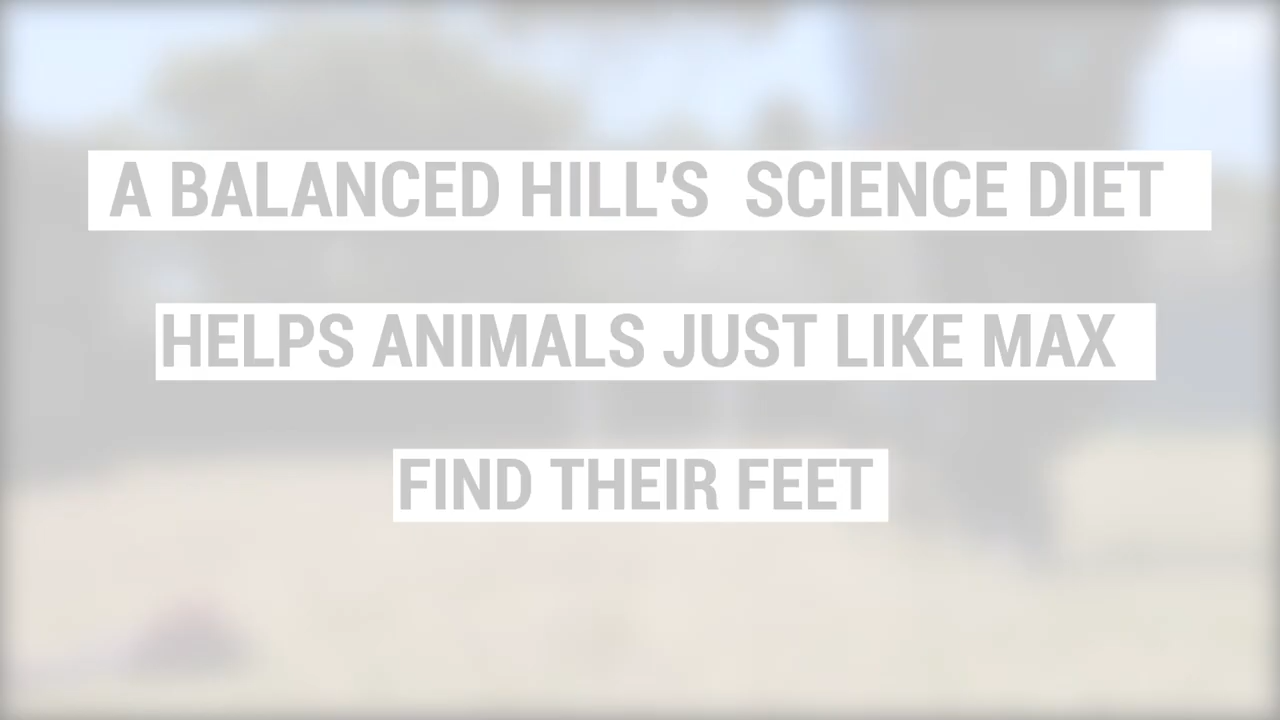 A BALANCED HILL'S  SCIENCE DIET
HELPS ANIMALS JUST LIKE MAX
FIND THEIR FEET